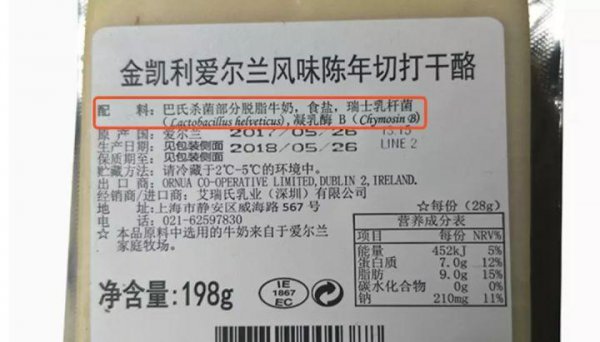 金凯利爱尔兰风味陈年切打干酪
配 料: 巴氏杀菌部分脱脂牛奶, 食盐, 瑞士乳杆菌
(Lactobacillus helveticus), 凝乳酶 B (Chymosin B)
原 产 国: 爱尔兰 2017/05/26 13:15
生产日期: 见包装侧面 2018/05/26 LINE 2
保质期至: 见包装侧面
贮藏方法: 请冷藏于2℃-5℃的环境中。
出 口 商: ORNUA CO-OPERATIVE LIMITED, DUBLIN 2, IRELAND.
经销商/进口商: 艾瑞氏乳业（深圳）有限公司
地 址: 上海市静安区威海路 567 号
电 话: 021-62597830
☆ 本品原料中选用的牛奶来自于爱尔兰
家庭牧场。
☆每份 (28g)
营养成分表
项目 每份 NRV%
能量 452kJ 5%
蛋白质 7.0g 12%
脂肪 9.0g 15%
碳水化合物 0g 0%
钠 210mg 11%
净含量:198g
IE
1867
EC